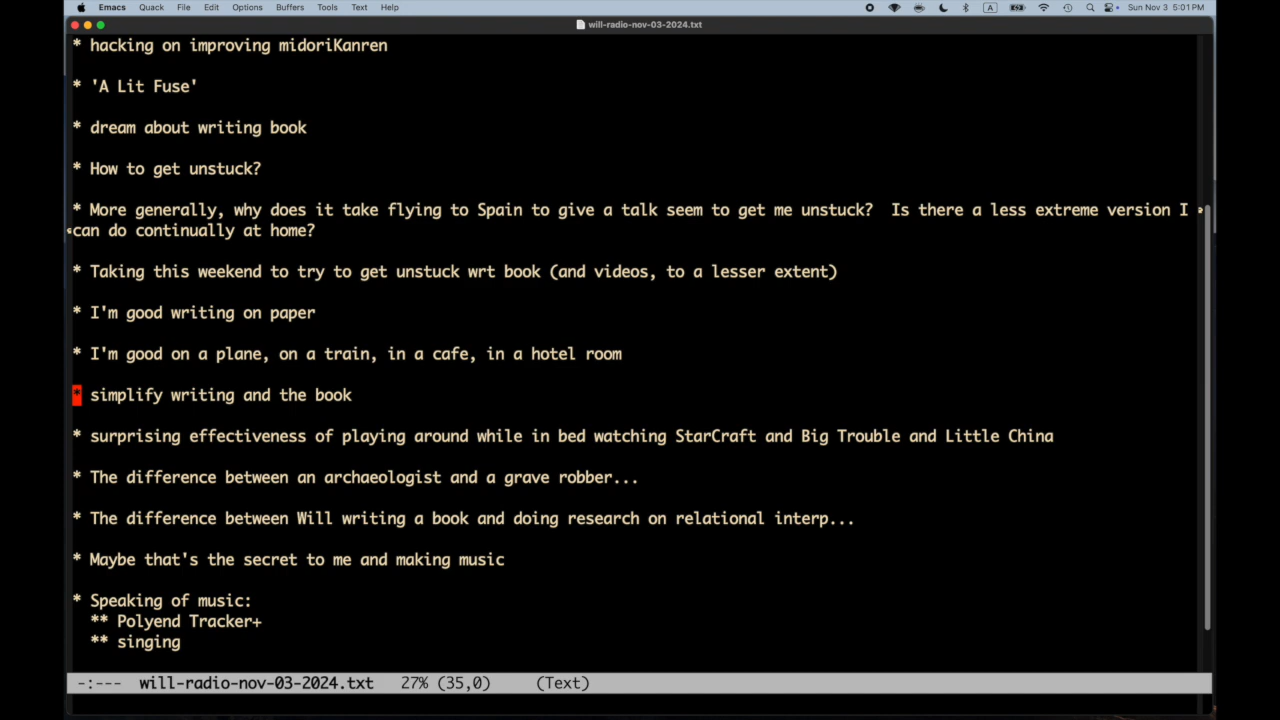 Emacs Quack File Edit Options Buffers Tools Text Help A Sun Nov 3 5:01 PM
will-radio-nov-03-2024.txt
* hacking on improving midoriKanren
* 'A Lit Fuse'
* dream about writing book
* How to get unstuck?
* More generally, why does it take flying to Spain to give a talk seem to get me unstuck?  Is there a less extreme version I
can do continually at home?
* Taking this weekend to try to get unstuck wrt book (and videos, to a lesser extent)
* I'm good writing on paper
* I'm good on a plane, on a train, in a cafe, in a hotel room
* simplify writing and the book
* surprising effectiveness of playing around while in bed watching StarCraft and Big Trouble and Little China
* The difference between an archaeologist and a grave robber...
* The difference between Will writing a book and doing research on relational interp...
* Maybe that's the secret to me and making music
* Speaking of music:
** Polyend Tracker+
** singing
-:--- will-radio-nov-03-2024.txt 27% (35,0) (Text)